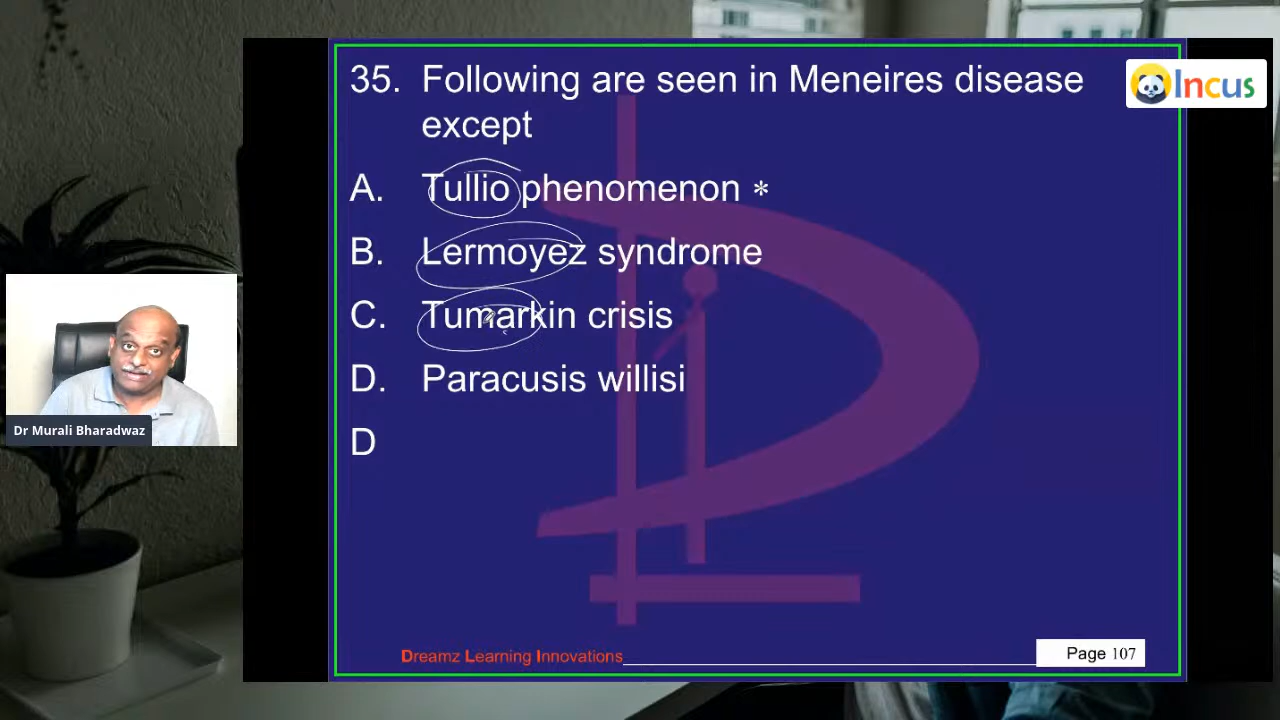 35. Following are seen in Meneires disease
except
A. Tullio phenomenon *
B. Lermoyez syndrome
C. Tumarkin crisis
D. Paracusis willisi
D
Incus
Dr Murali Bharadwaz
Dreamz Learning Innovations
Page 107